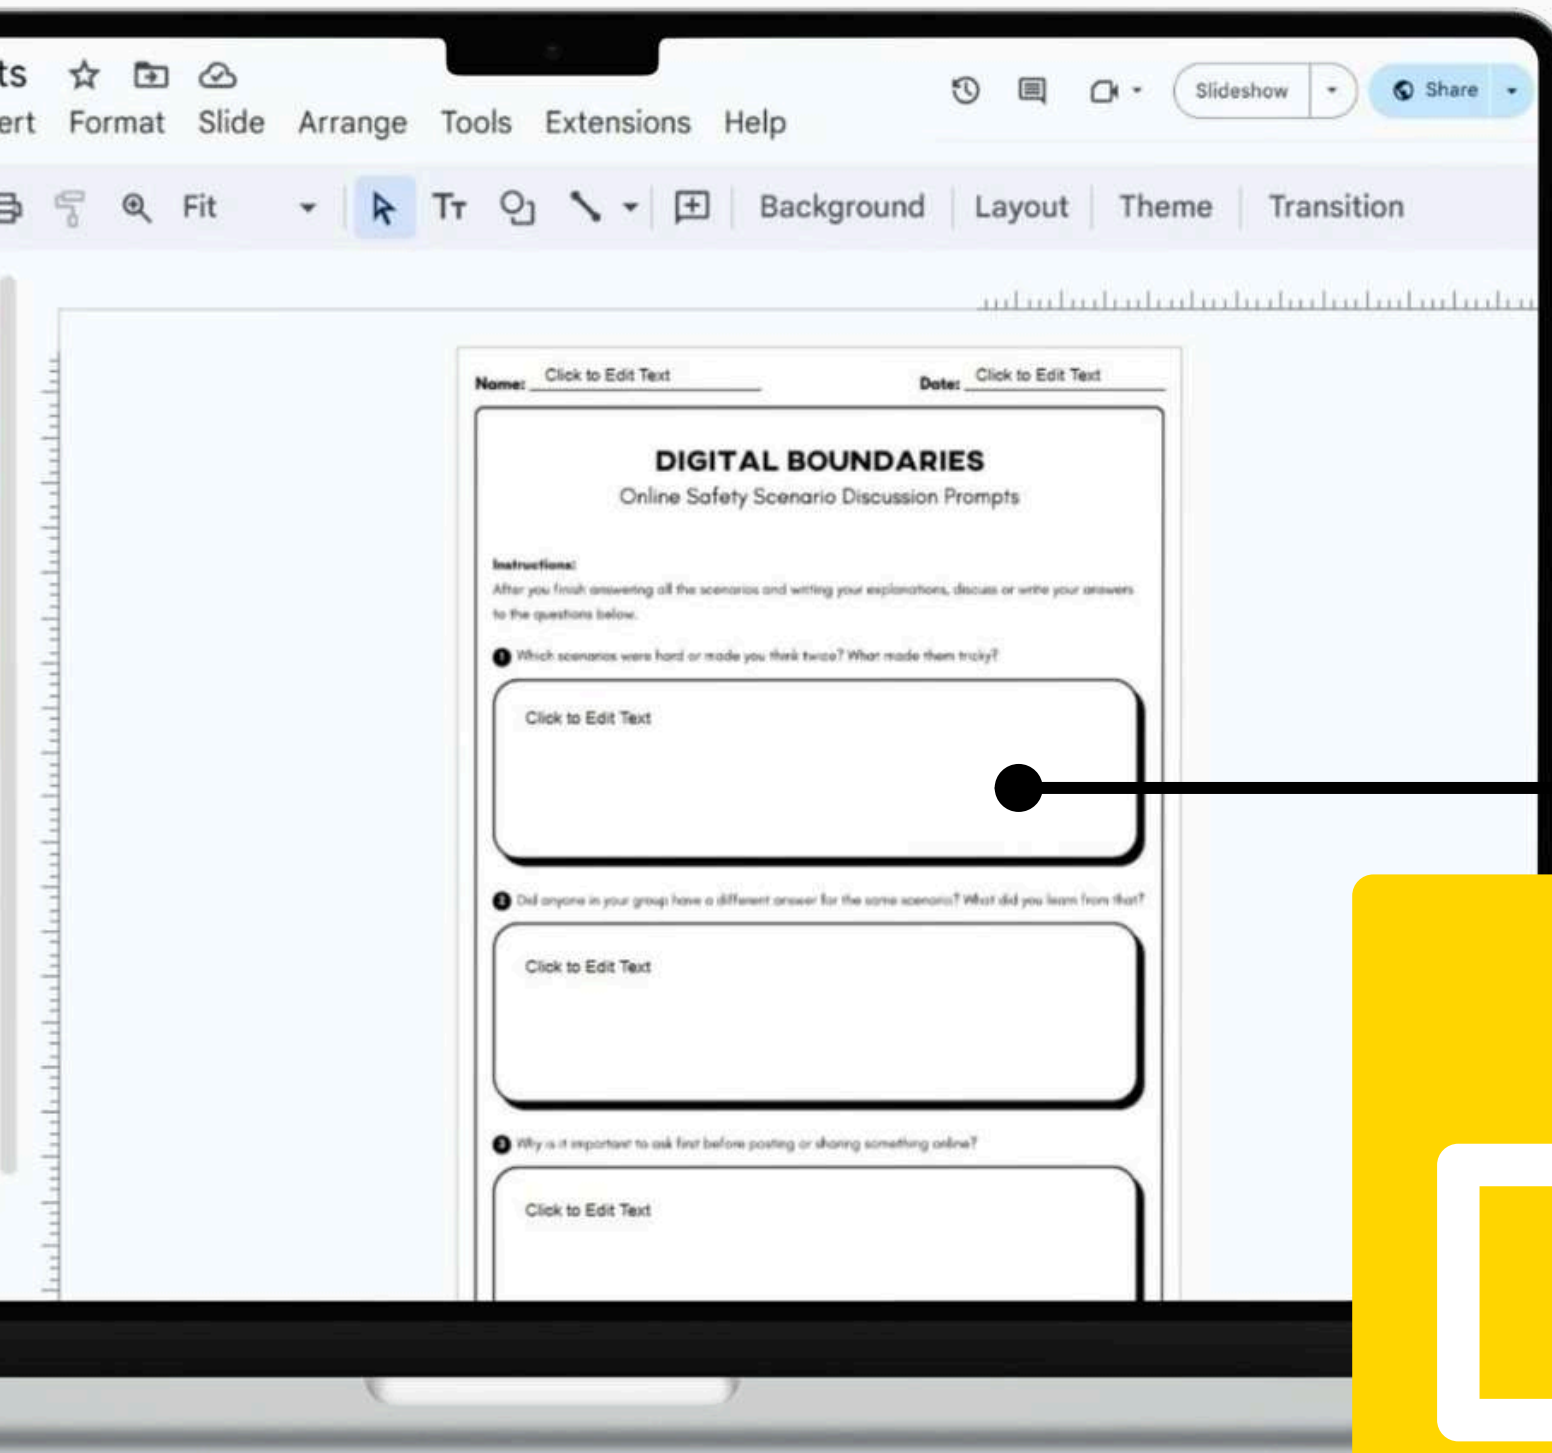 ts
ert Format Slide Arrange Tools Extensions Help
Slideshow
Share
Fit
Background Layout Theme Transition
Name: Click to Edit Text Date: Click to Edit Text
DIGITAL BOUNDARIES
Online Safety Scenario Discussion Prompts
Instructions:
After you finish answering all the scenarios and writing your explanations, discuss or write your answers
to the questions below.
1 Which scenarios were hard or made you think twice? What made them tricky?
Click to Edit Text
2 Did anyone in your group have a different answer for the same scenario? What did you learn from that?
Click to Edit Text
3 Why is it important to ask first before posting or sharing something online?
Click to Edit Text